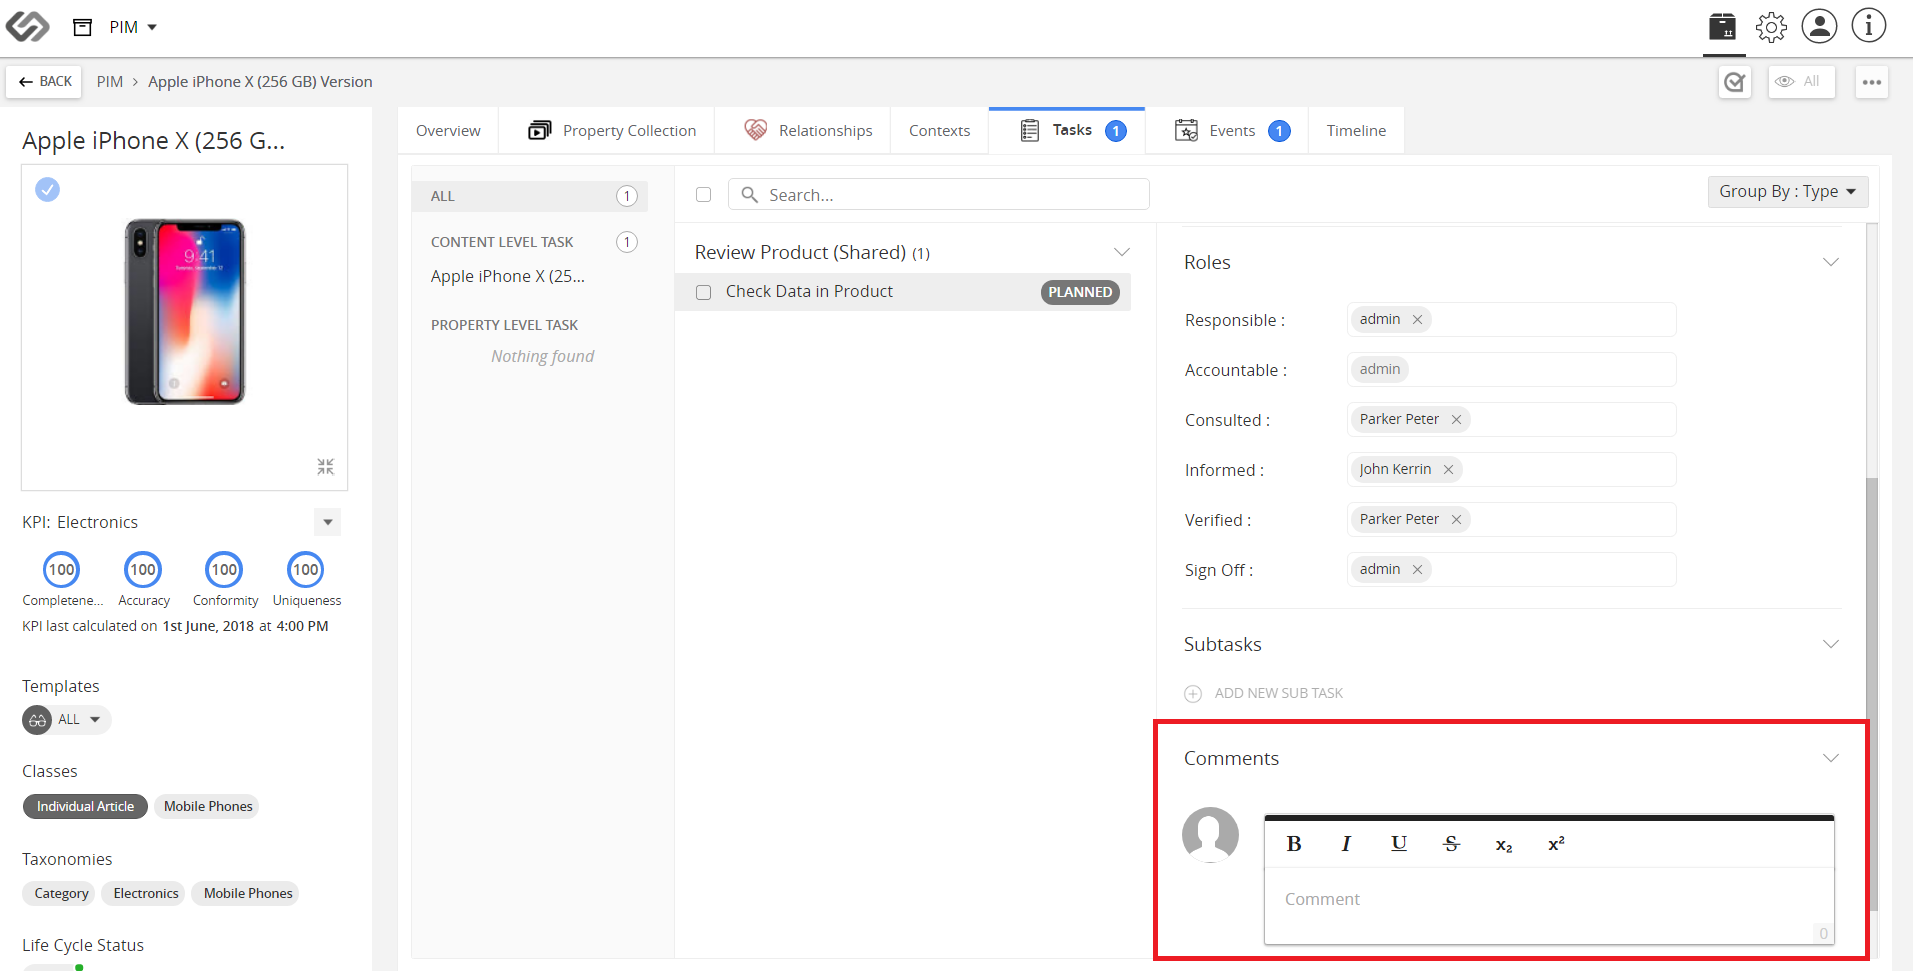 PIM
BACK
PIM > Apple iPhone X (256 GB) Version
All
Apple iPhone X (256 G...
9:41
KPI: Electronics
100 100 100 100
Completene... Accuracy Conformity Uniqueness
KPI last calculated on 1st June, 2018 at 4:00 PM
Templates
ALL
Classes
Individual Article Mobile Phones
Taxonomies
Category Electronics Mobile Phones
Life Cycle Status
Overview Property Collection Relationships Contexts Tasks 1 Events 1 Timeline
ALL 1
CONTENT LEVEL TASK 1
Apple iPhone X (25...
PROPERTY LEVEL TASK
Nothing found
Search...
Group By : Type
Review Product (Shared) (1)
Check Data in Product PLANNED
Roles
Responsible : admin
Accountable : admin
Consulted : Parker Peter
Informed : John Kerrin
Verified : Parker Peter
Sign Off : admin
Subtasks
ADD NEW SUB TASK
Comments
B I U S x₂ x²
Comment
0